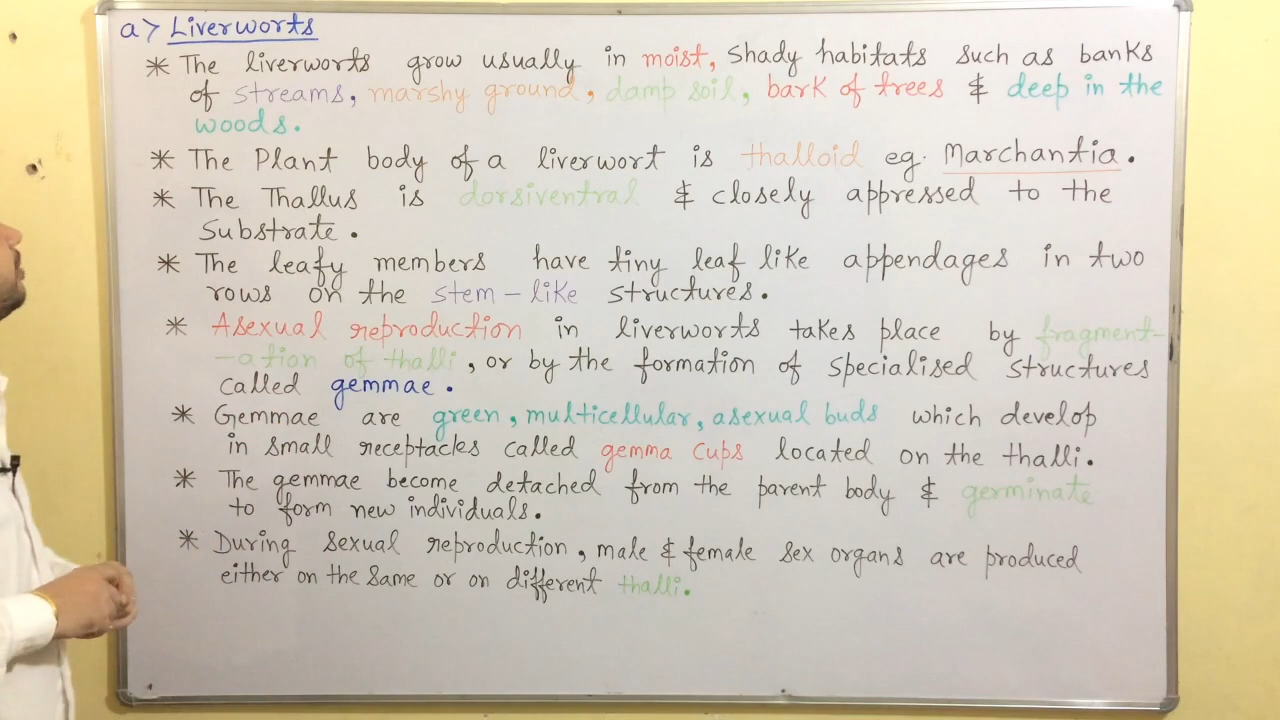 a> Liverworts
* The liverworts grow usually in moist, shady habitats such as banks
of streams, marshy ground, damp soil, bark of trees & deep in the
woods.
* The Plant body of a liverwort is thalloid eg. Marchantia.
* The Thallus is dorsiventral & closely appressed to the
substrate.
* The leafy members have tiny leaf like appendages in two
rows on the stem-like structures.
* Asexual reproduction in liverworts takes place by fragment-
-ation of thalli, or by the formation of specialised structures
called gemmae.
* Gemmae are green, multicellular, asexual buds which develop
in small receptacks called gemma cups located on the thalli.
* The gemmae become detached from the parent body & germinate
to form new individuals.
* During sexual reproduction, male & female sex organs are produced
either on the same or on different thalli.